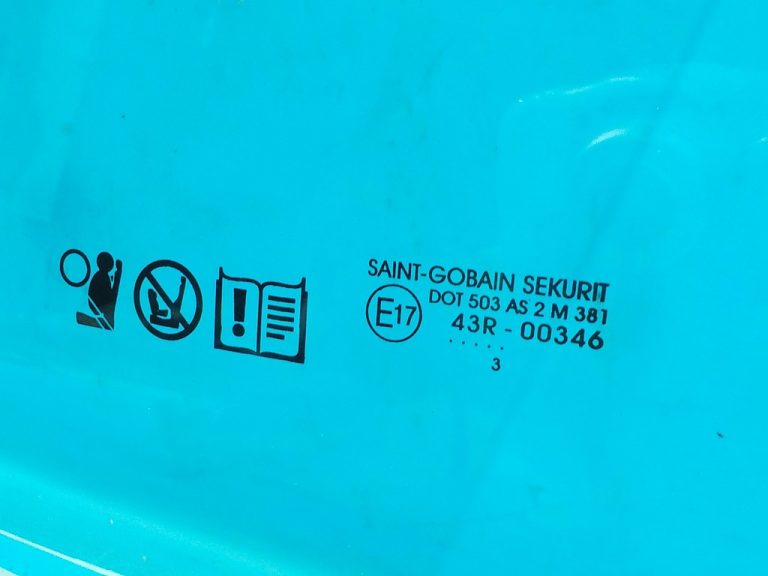 SAINT-GOBAIN SEKURIT
E17
DOT 503 AS 2 M 381
43R - 00346
. . . . .
3